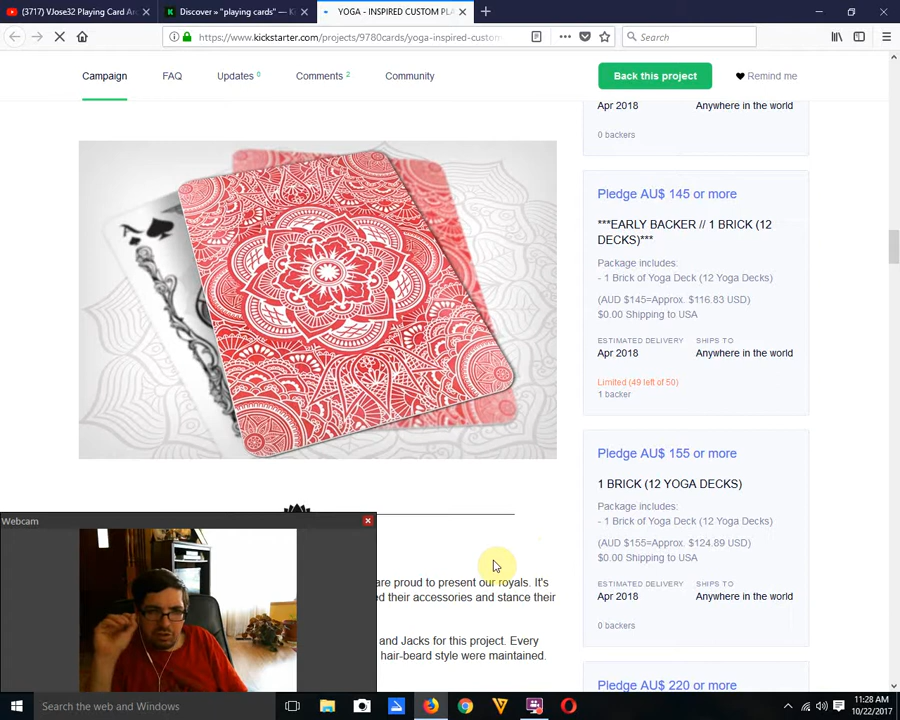 (3717) VJose32 Playing Card Arc
Discover » "playing cards" — Ki
YOGA - INSPIRED CUSTOM PLA
https://www.kickstarter.com/projects/9780cards/yoga-inspired-custom
Search
Campaign
FAQ
Updates 0
Comments 2
Community
Back this project
Remind me
Apr 2018
Anywhere in the world
0 backers
Pledge AU$ 145 or more
***EARLY BACKER // 1 BRICK (12
DECKS)***
Package includes:
- 1 Brick of Yoga Deck (12 Yoga Decks)
(AUD $145=Approx. $116.83 USD)
$0.00 Shipping to USA
ESTIMATED DELIVERY
SHIPS TO
Apr 2018
Anywhere in the world
Limited (49 left of 50)
1 backer
Pledge AU$ 155 or more
1 BRICK (12 YOGA DECKS)
Package includes:
- 1 Brick of Yoga Deck (12 Yoga Decks)
(AUD $155=Approx. $124.89 USD)
$0.00 Shipping to USA
ESTIMATED DELIVERY
SHIPS TO
Apr 2018
Anywhere in the world
0 backers
Pledge AU$ 220 or more
are proud to present our royals. It's
ed their accessories and stance their
and Jacks for this project. Every
hair-beard style were maintained.
Webcam
Search the web and Windows
11:28 AM
10/22/2017